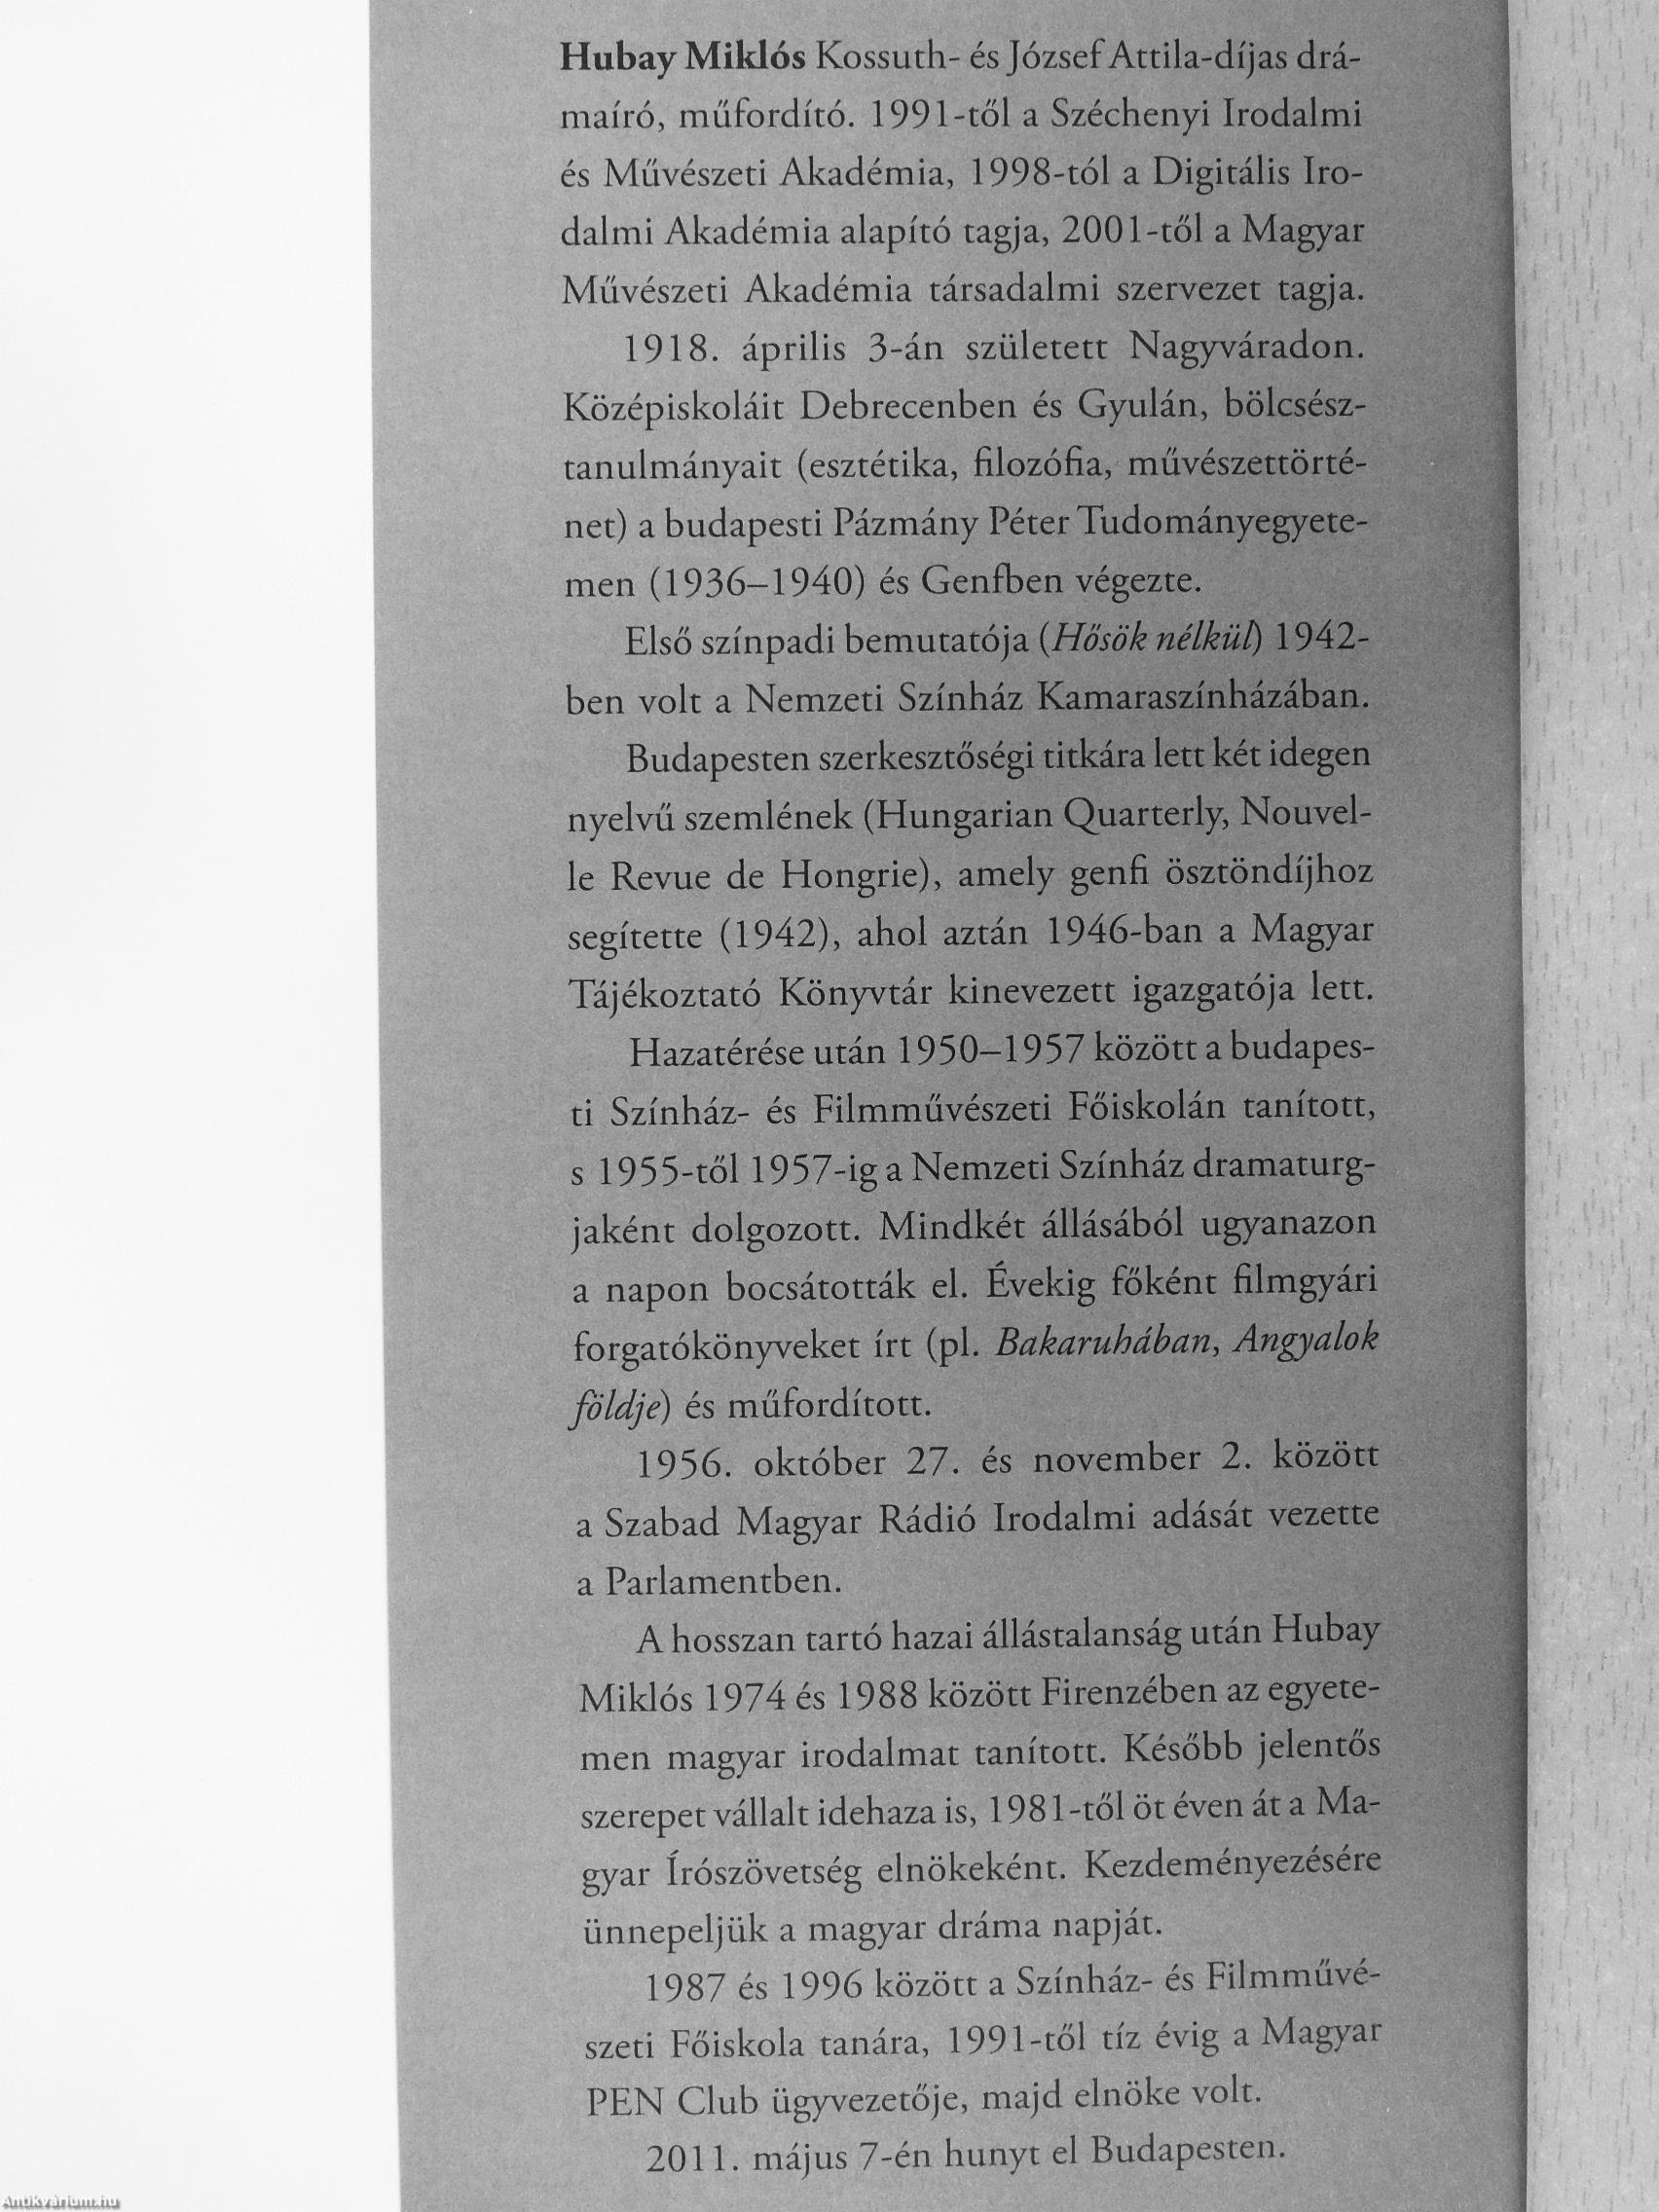 Hubay Miklós Kossuth- és József Attila-díjas drá-
maíró, műfordító. 1991-től a Széchenyi Irodalmi
és Művészeti Akadémia, 1998-tól a Digitális Iro-
dalmi Akadémia alapító tagja, 2001-től a Magyar
Művészeti Akadémia társadalmi szervezet tagja.
1918. április 3-án született Nagyváradon.
Középiskoláit Debrecenben és Gyulán, bölcsész-
tanulmányait (esztétika, filozófia, művészettörté-
net) a budapesti Pázmány Péter Tudományegyete-
men (1936–1940) és Genfben végezte.
Első színpadi bemutatója (Hősök nélkül) 1942-
ben volt a Nemzeti Színház Kamaraszínházában.
Budapesten szerkesztőségi titkára lett két idegen
nyelvű szemlének (Hungarian Quarterly, Nouvel-
le Revue de Hongrie), amely genfi ösztöndíjhoz
segítette (1942), ahol aztán 1946-ban a Magyar
Tájékoztató Könyvtár kinevezett igazgatója lett.
Hazatérése után 1950–1957 között a budapes-
ti Színház- és Filmművészeti Főiskolán tanított,
s 1955-től 1957-ig a Nemzeti Színház dramaturg-
jaként dolgozott. Mindkét állásából ugyanazon
a napon bocsátották el. Évekig főként filmgyári
forgatókönyveket írt (pl. Bakaruhában, Angyalok
földje) és műfordított.
1956. október 27. és november 2. között
a Szabad Magyar Rádió Irodalmi adását vezette
a Parlamentben.
A hosszan tartó hazai állástalanság után Hubay
Miklós 1974 és 1988 között Firenzében az egyete-
men magyar irodalmat tanított. Később jelentős
szerepet vállalt idehaza is, 1981-től öt éven át a Ma-
gyar Írószövetség elnökeként. Kezdeményezésére
ünnepeljük a magyar dráma napját.
1987 és 1996 között a Színház- és Filmművé-
szeti Főiskola tanára, 1991-től tíz évig a Magyar
PEN Club ügyvezetője, majd elnöke volt.
2011. május 7-én hunyt el Budapesten.
Antikvárium.hu